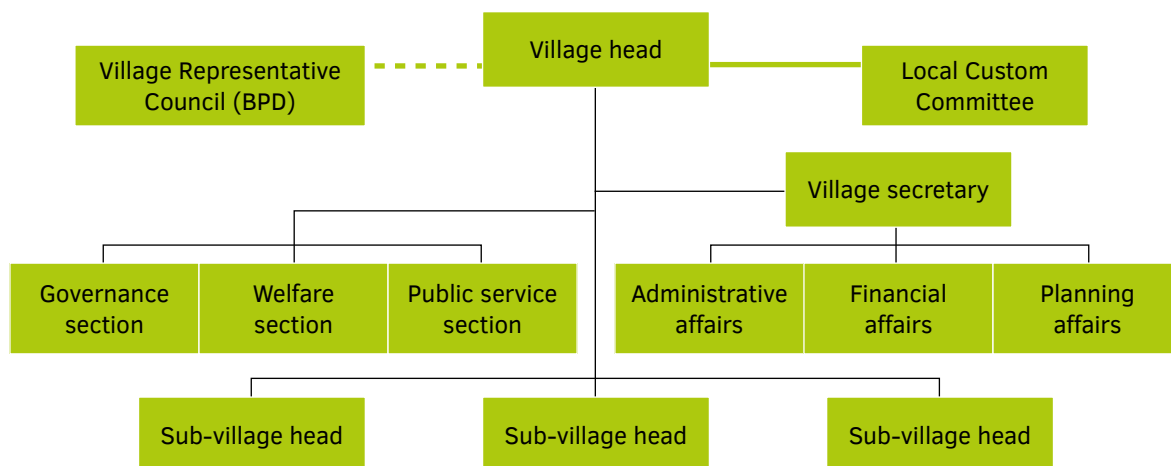 Village head
Village Representative
Council (BPD)
Local Custom
Committee
Village secretary
Governance
section
Welfare
section
Public service
section
Administrative
affairs
Financial
affairs
Planning
affairs
Sub-village head
Sub-village head
Sub-village head